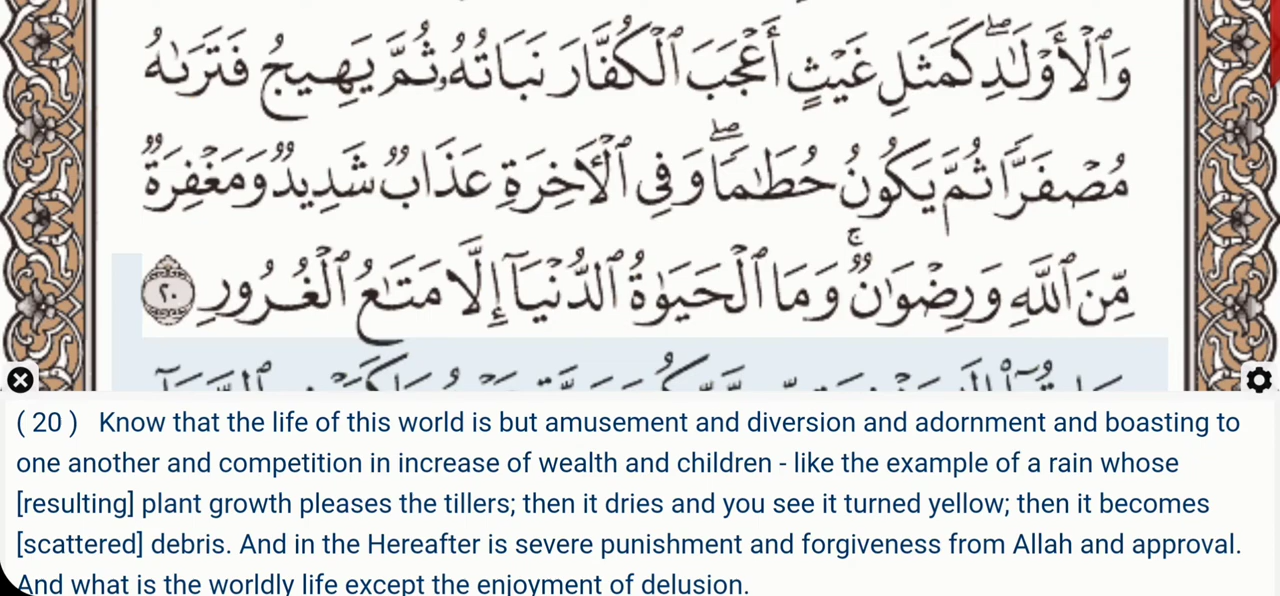 وَٱلۡأَوۡلَٰدِۖ كَمَثَلِ غَيۡثٍ أَعۡجَبَ ٱلۡكُفَّارَ نَبَاتُهُۥ ثُمَّ يَهِيجُ فَتَرَىٰهُ
مُصۡفَرّٗا ثُمَّ يَكُونُ حُطَٰمٗاۖ وَفِي ٱلۡأٓخِرَةِ عَذَابٞ شَدِيدٞ وَمَغۡفِرَةٞ
مِّنَ ٱللَّهِ وَرِضۡوَٰنٞۚ وَمَا ٱلۡحَيَوٰةُ ٱلدُّنۡيَآ إِلَّا مَتَٰعُ ٱلۡغُرُورِ ٢٠
( 20 ) Know that the life of this world is but amusement and diversion and adornment and boasting to
one another and competition in increase of wealth and children - like the example of a rain whose
[resulting] plant growth pleases the tillers; then it dries and you see it turned yellow; then it becomes
[scattered] debris. And in the Hereafter is severe punishment and forgiveness from Allah and approval.
And what is the worldly life except the enjoyment of delusion.